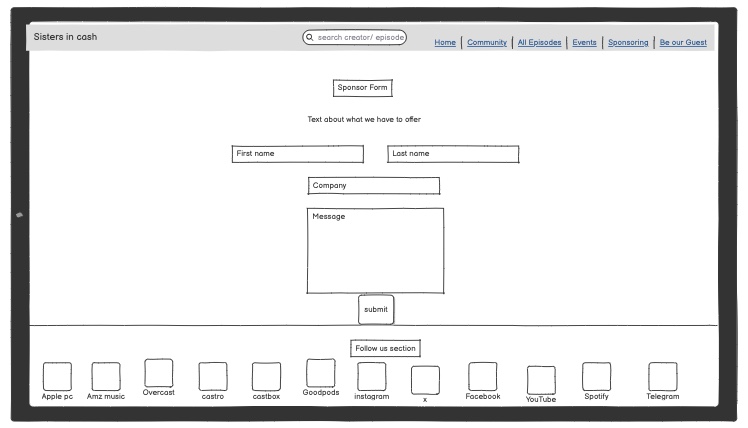 Sisters in cash
search creator/ episode
Home
Community
All Episodes
Events
Sponsoring
Be our Guest
Sponsor Form
Text about what we have to offer
First name
Last name
Company
Message
submit
Follow us section
Apple pc
Amz music
Overcast
castro
castbox
Goodpods
instagram
x
Facebook
YouTube
Spotify
Telegram